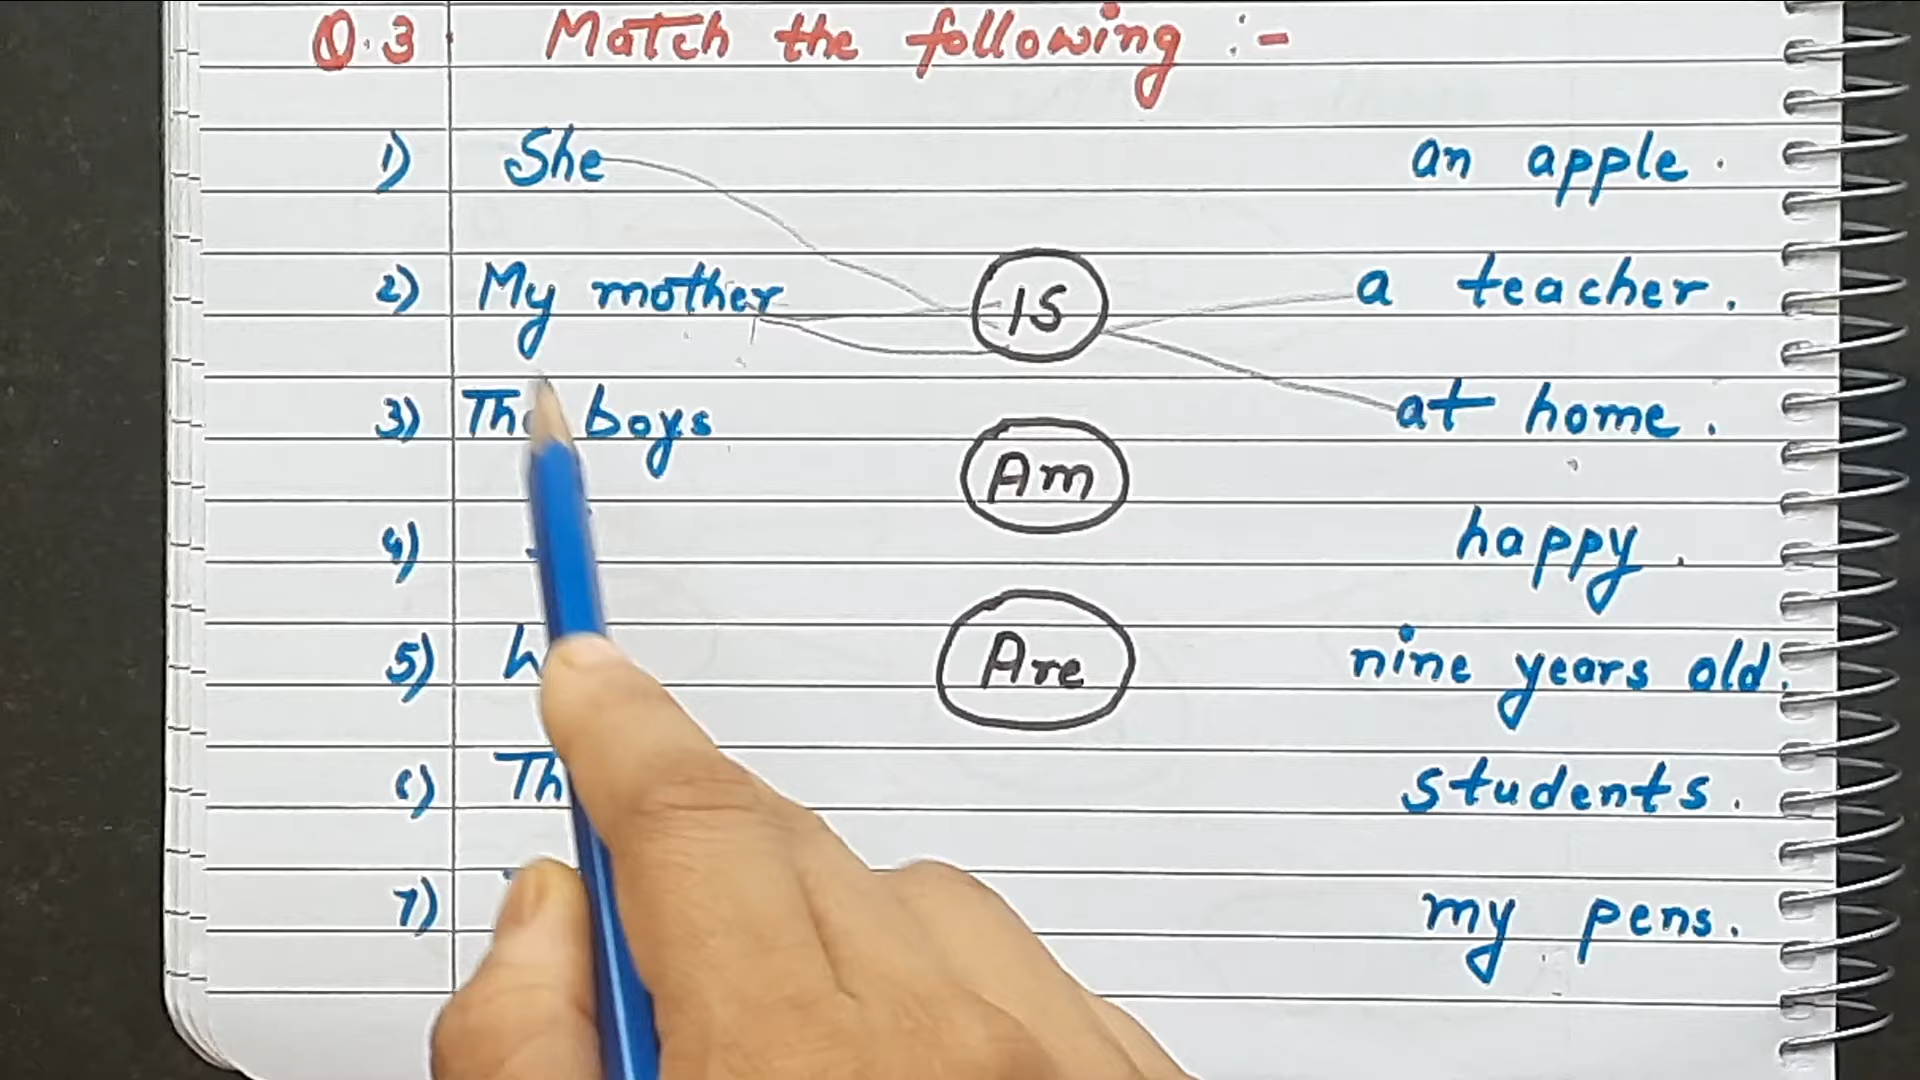 Q.3 Match the following :-
1) She an apple.
2) My mother IS a teacher.
3) boys at home.
Am
4) happy.
5) Are nine years old.
6) students.
7) my pens.